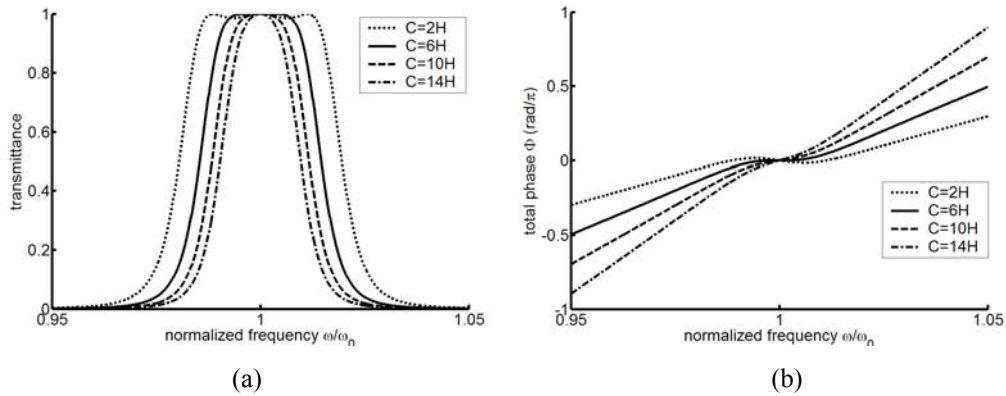 1
0.8
0.6
0.4
0.2
0
transmittance
0.95
1
1.05
normalized frequency ω/ω0
C=2H
C=6H
C=10H
C=14H
(a)
1
0.5
0
-0.5
-1
total phase Φ (rad/π)
0.95
1
1.05
normalized frequency ω/ω0
C=2H
C=6H
C=10H
C=14H
(b)